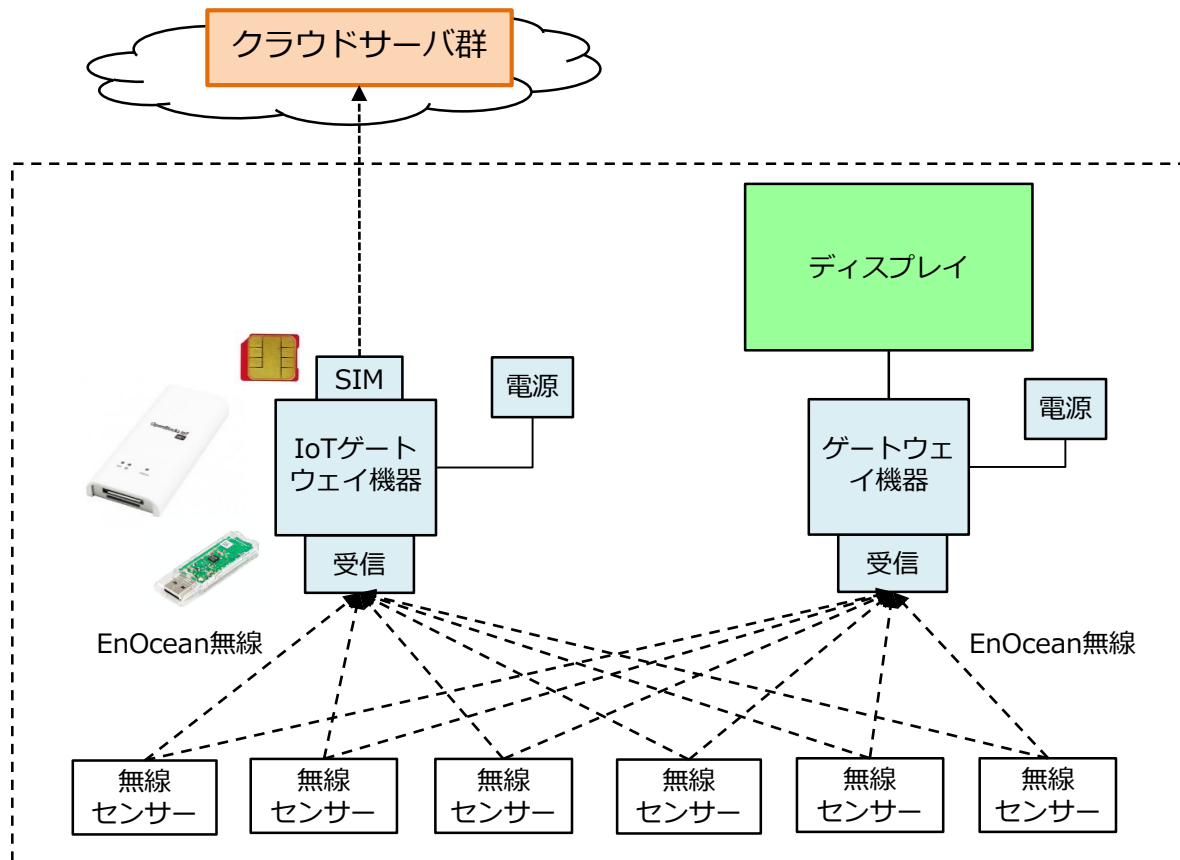 クラウドサーバ群
ディスプレイ
SIM
電源
電源
IoTゲート
ウェイ機器
ゲートウェ
イ機器
OpenBlocks IoT
受信
受信
EnOcean無線
EnOcean無線
無線
センサー
無線
センサー
無線
センサー
無線
センサー
無線
センサー
無線
センサー